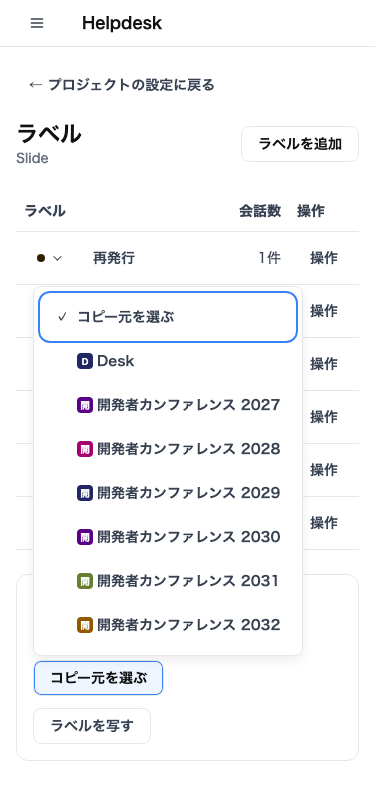 Helpdesk
← プロジェクトの設定に戻る
ラベル
Slide
ラベルを追加
ラベル 会話数 操作
再発行 1件 操作
操作
操作
操作
操作
操作
✓ コピー元を選ぶ
D Desk
開 開発者カンファレンス 2027
開 開発者カンファレンス 2028
開 開発者カンファレンス 2029
開 開発者カンファレンス 2030
開 開発者カンファレンス 2031
開 開発者カンファレンス 2032
コピー元を選ぶ
ラベルを写す